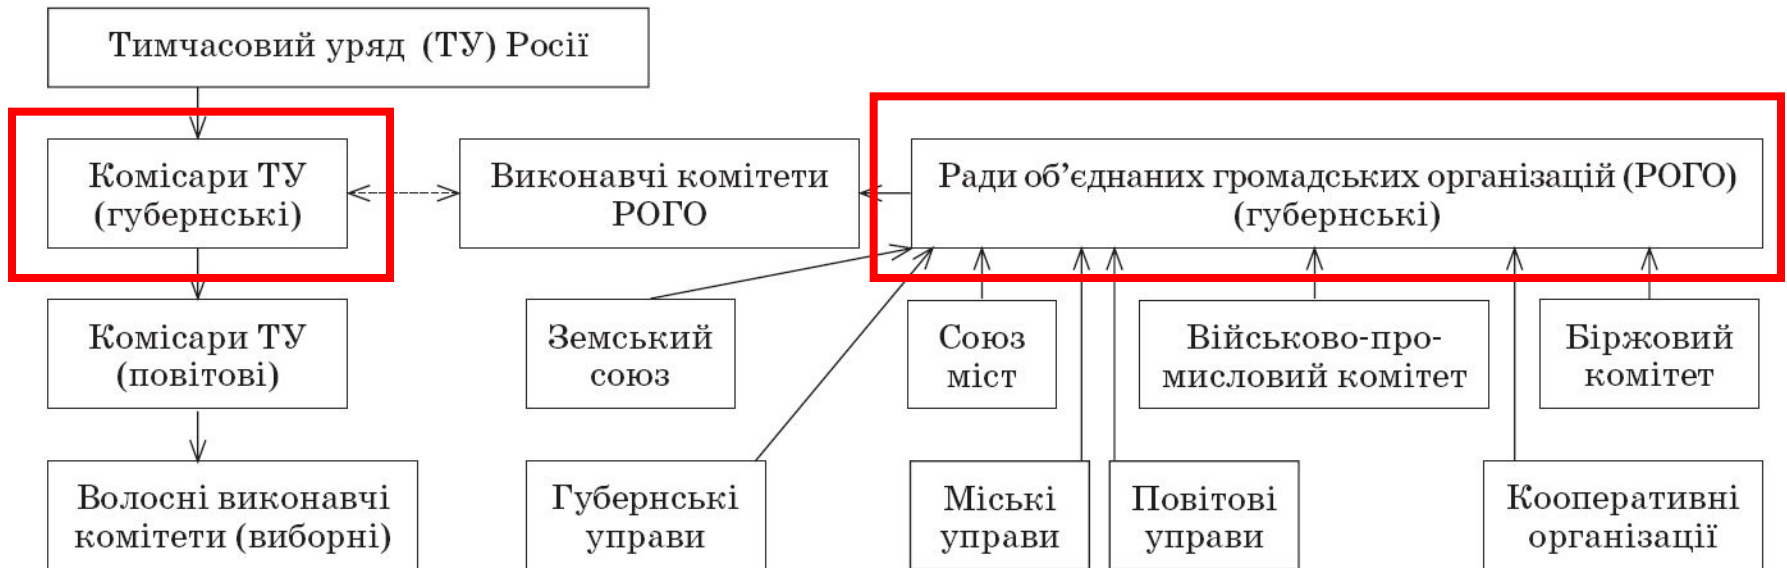 Тимчасовий уряд (ТУ) Росії
Комісари ТУ
(губернські)
Виконавчі комітети
РОГО
Ради об’єднаних громадських організацій (РОГО)
(губернські)
Комісари ТУ
(повітові)
Земський
союз
Союз
міст
Військово-про-
мисловий комітет
Біржовий
комітет
Волосні виконавчі
комітети (виборні)
Губернські
управи
Міські
управи
Повітові
управи
Кооперативні
організації